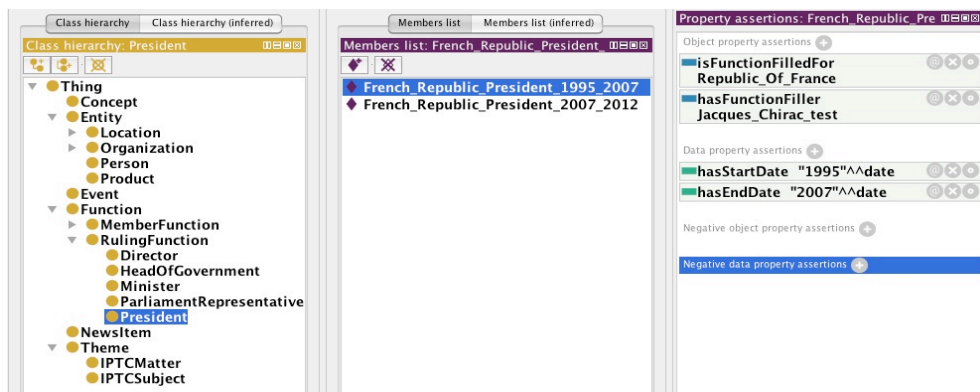 Class hierarchy
Class hierarchy (inferred)
Class hierarchy: President
Thing
Concept
Entity
Location
Organization
Person
Product
Event
Function
MemberFunction
RulingFunction
Director
HeadOfGovernment
Minister
ParliamentRepresentative
President
NewsItem
Theme
IPTCMatter
IPTCSubject
Members list
Members list (inferred)
Members list: French_Republic_President_
French_Republic_President_1995_2007
French_Republic_President_2007_2012
Property assertions: French_Republic_Pre
Object property assertions
isFunctionFilledFor
Republic_Of_France
hasFunctionFiller
Jacques_Chirac_test
Data property assertions
hasStartDate "1995"^^date
hasEndDate "2007"^^date
Negative object property assertions
Negative data property assertions